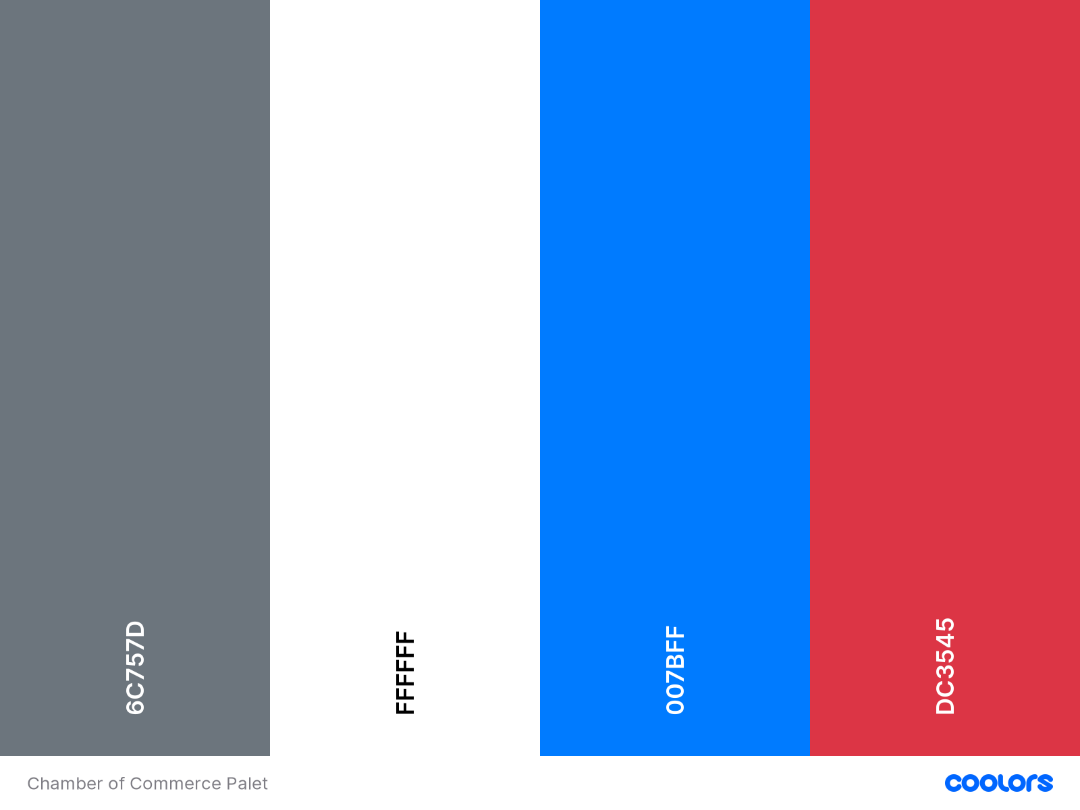 6C757D
FFFFFF
007BFF
DC3545
Chamber of Commerce Palet
coolors